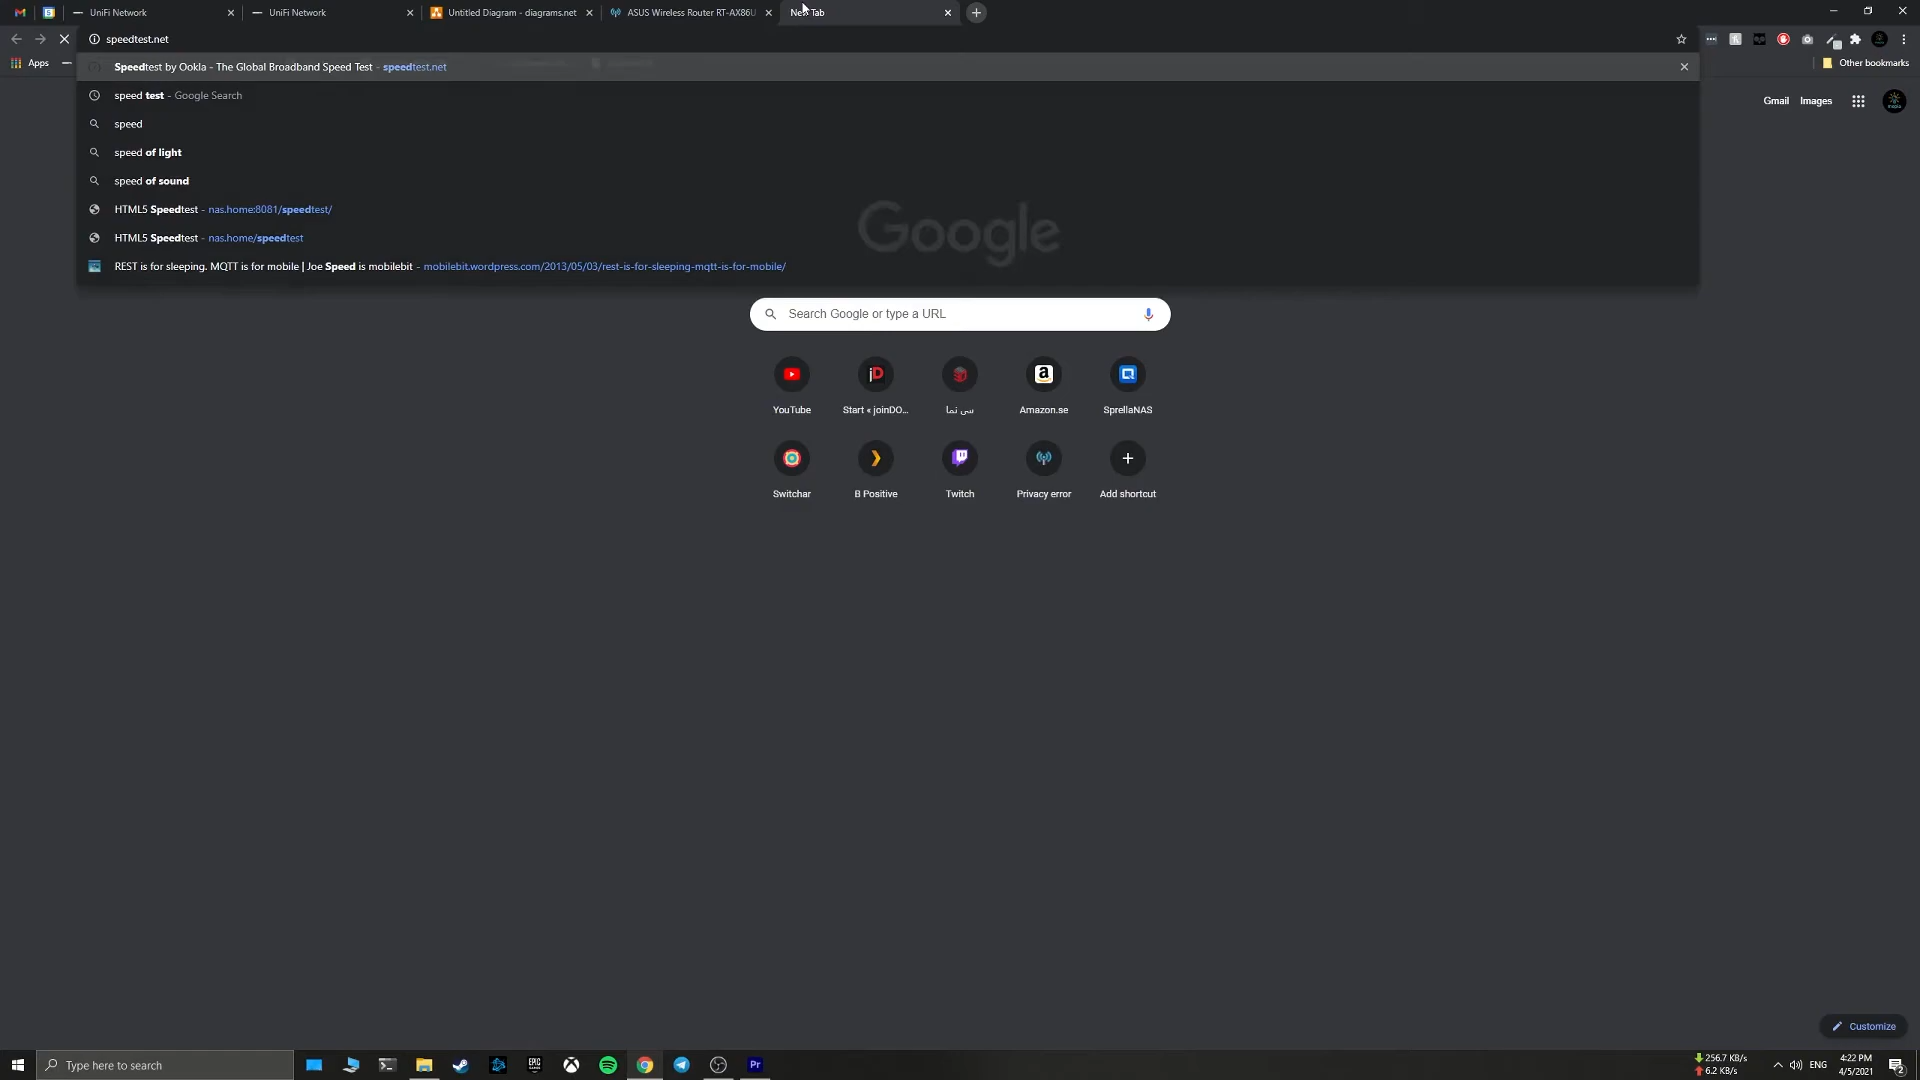 UniFi Network
UniFi Network
Untitled Diagram - diagrams.net
ASUS Wireless Router RT-AX86U
New Tab
speedtest.net
Apps
Speedtest by Ookla - The Global Broadband Speed Test - speedtest.net
Other bookmarks
speed test - Google Search
Gmail Images
speed
speed of light
speed of sound
HTML5 Speedtest - nas.home:8081/speedtest/
HTML5 Speedtest - nas.home/speedtest
Google
REST is for sleeping. MQTT is for mobile | Joe Speed is mobilebit - mobilebit.wordpress.com/2013/05/03/rest-is-for-sleeping-mqtt-is-for-mobile/
Search Google or type a URL
YouTube
Start « joinDO...
سی نما
Amazon.se
SprellaNAS
Switchar
B Positive
Twitch
Privacy error
Add shortcut
Customize
Type here to search
EPIC GAMES
Pr
256.7 KB/s
6.2 KB/s
ENG
4:22 PM
4/5/2021
2